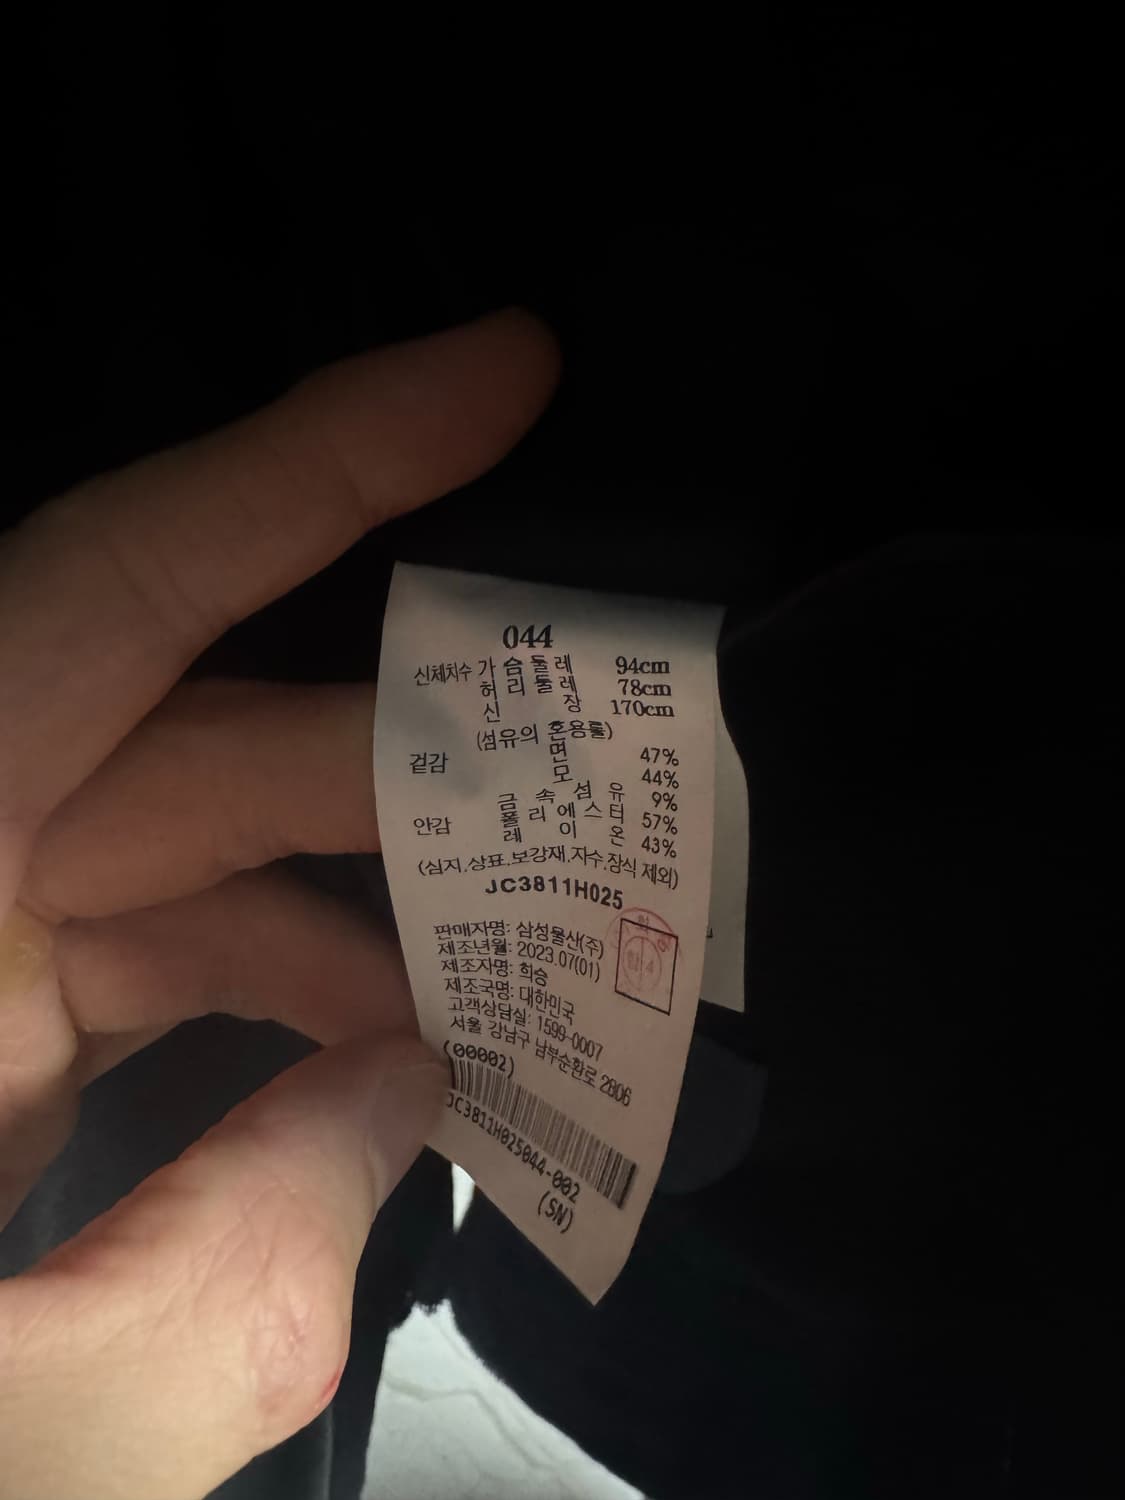 044
신체치수 가슴둘레 94cm
허리둘레 78cm
신장 170cm
(섬유의 혼용률)
겉감 면 47%
모 44%
금속섬유 9%
안감 폴리에스터 57%
레이온 43%
(심지,상표,보강재,자수,장식 제외)
JC3811H025
판매자명: 삼성물산(주)
제조년월: 2023.07(01)
제조자명: 희승
제조국명: 대한민국
고객상담실: 1599-0007
서울 강남구 남부순환로 2806
(00002)
JC3811H025044-002
(SN)